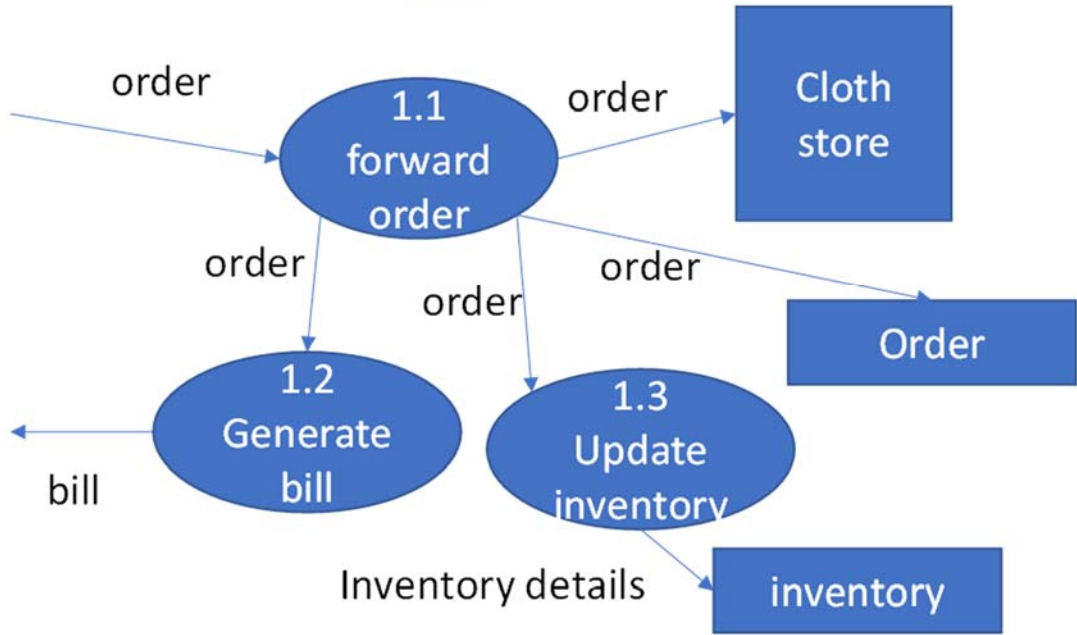 order
1.1
forward
order
order
Cloth
store
order
order
order
Order
1.2
Generate
bill
1.3
Update
inventory
bill
Inventory details
inventory